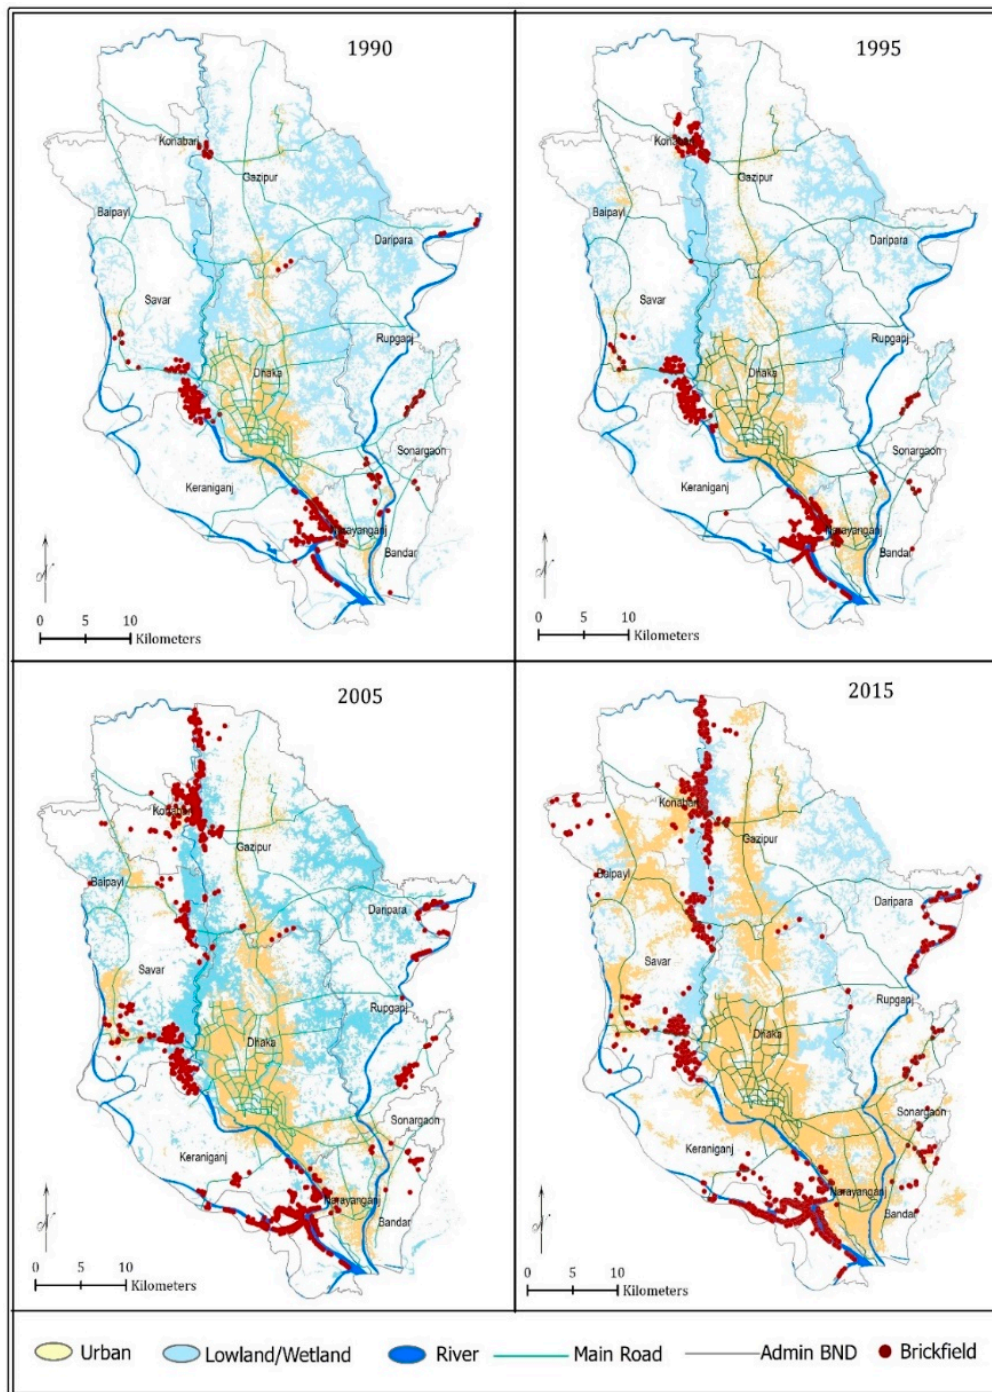 1990
Konabari
Gazipur
Baipayl
Daripara
Savar
Rupganj
Dhaka
Sonargaon
Keraniganj
Narayanganj
Bandar
N
0 5 10
Kilometers
1995
Gazipur
Baipayl
Daripara
Savar
Rupganj
Dhaka
Sonargaon
Keraniganj
Narayanganj
Bandar
N
0 5 10
Kilometers
2005
Gazipur
Baipayl
Daripara
Savar
Rupganj
Dhaka
Sonargaon
Keraniganj
Narayanganj
Bandar
N
0 5 10
Kilometers
2015
Konabari
Gazipur
Baipayl
Daripara
Savar
Rupganj
Dhaka
Sonargaon
Keraniganj
Narayanganj
Bandar
N
0 5 10
Kilometers
Urban Lowland/Wetland River Main Road Admin BND Brickfield